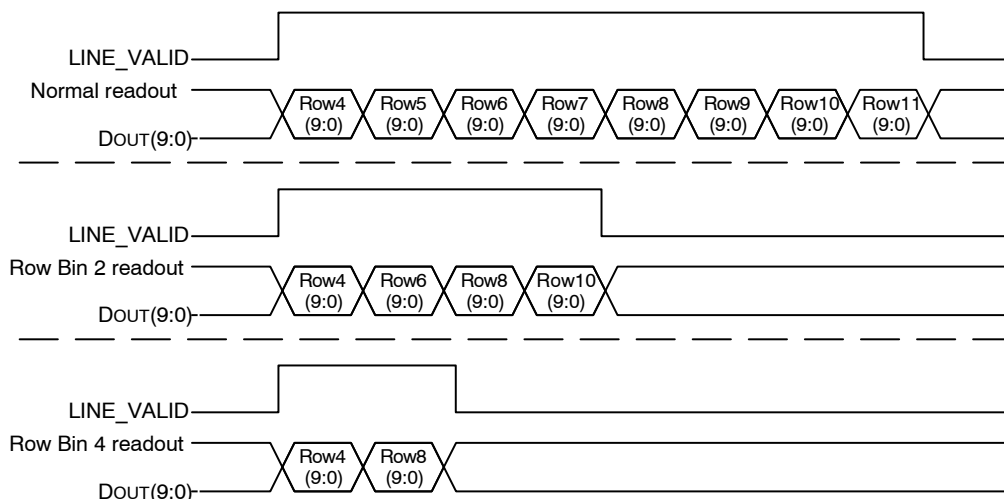 LINE_VALID
Normal readout
Row4 Row5 Row6 Row7 Row8 Row9 Row10 Row11
(9:0) (9:0) (9:0) (9:0) (9:0) (9:0) (9:0) (9:0)
DOUT(9:0)
LINE_VALID
Row Bin 2 readout
Row4 Row6 Row8 Row10
(9:0) (9:0) (9:0) (9:0)
DOUT(9:0)
LINE_VALID
Row Bin 4 readout
Row4 Row8
(9:0) (9:0)
DOUT(9:0)